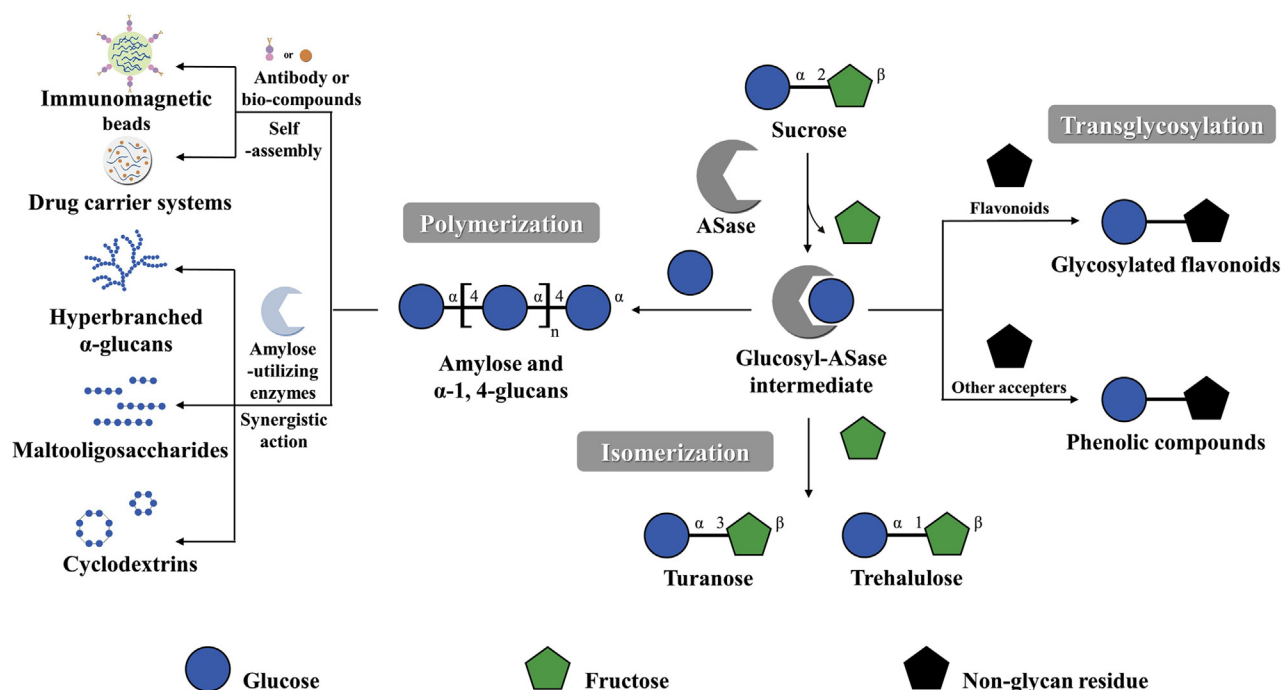 or
Antibody or
bio-compounds
Self
-assembly
Immunomagnetic
beads
Drug carrier systems
Hyperbranched
α-glucans
Amylose
-utilizing
enzymes
Synergistic
action
Maltooligosaccharides
Cyclodextrins
Polymerization
α 4 α 4 α
n
Amylose and
α-1, 4-glucans
α 2 β
Sucrose
ASase
Glucosyl-ASase
intermediate
Transglycosylation
Flavonoids
Glycosylated flavonoids
Other accepters
Phenolic compounds
Isomerization
α 3 β
Turanose
α 1 β
Trehalulose
Glucose
Fructose
Non-glycan residue